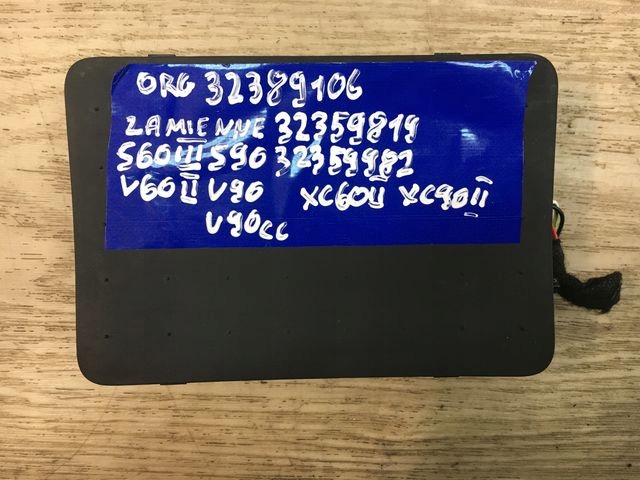 ORG 32389106
ZAMIENNE 32359819
S60III S90 32359982
V60II V90 XC60II XC90II
V90CC